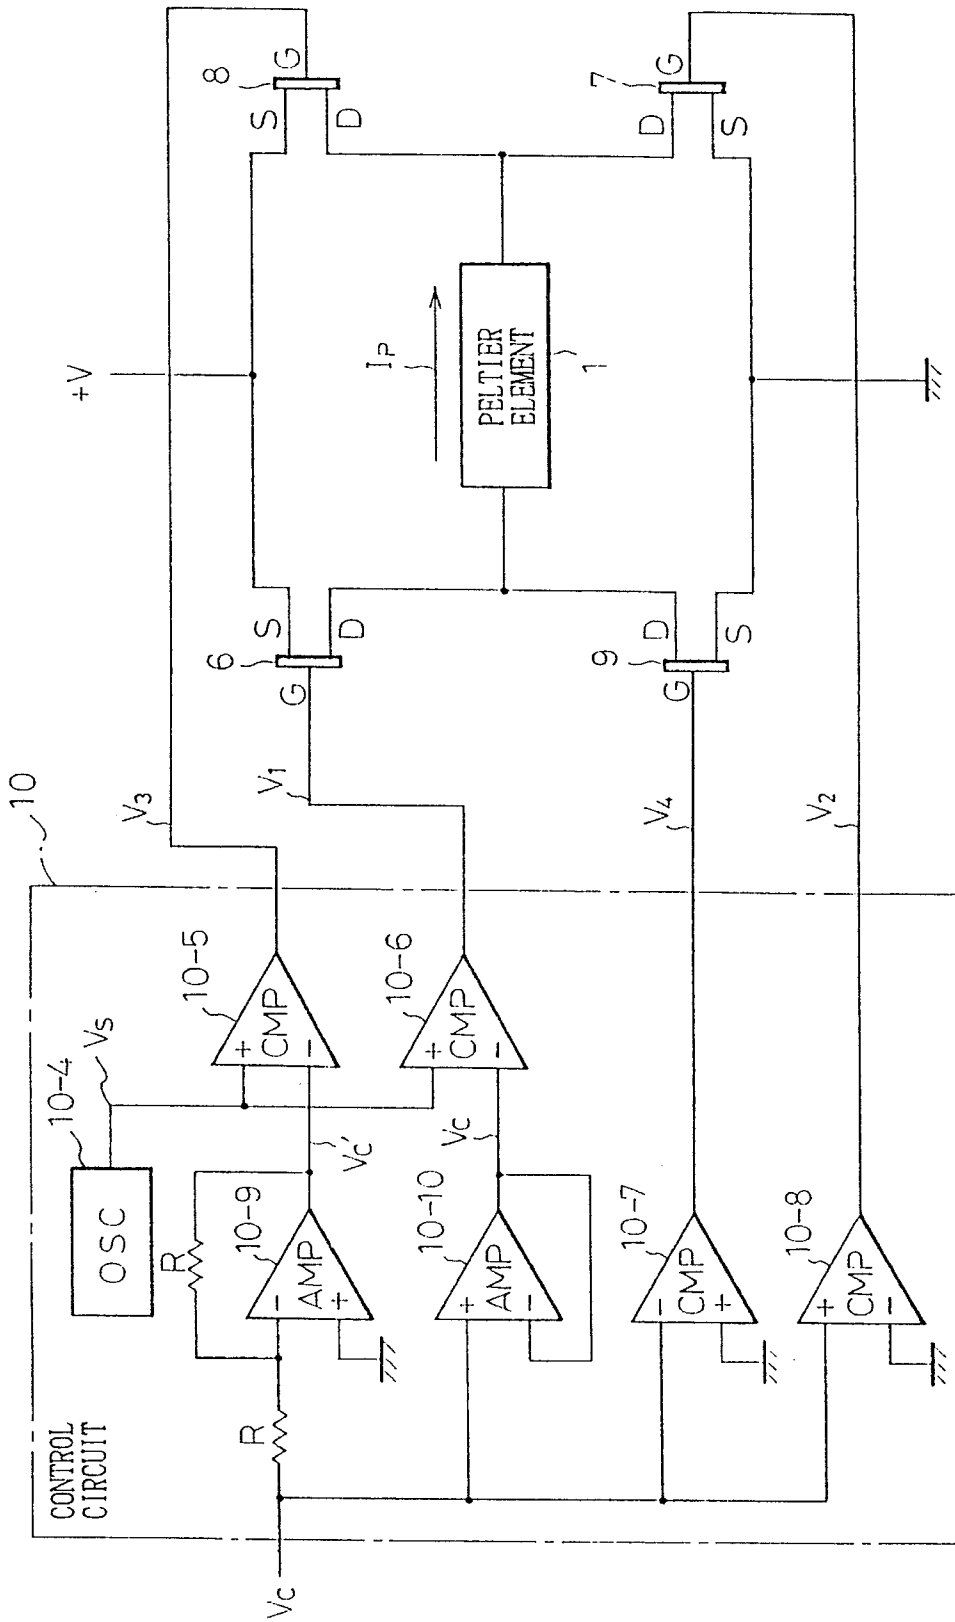 CONTROL
CIRCUIT
10
OSC
10-4
Vs
V3
R
R
AMP
10-9
-
+
Vc'
CMP
10-5
+
-
Vc
AMP
10-10
+
-
Vc
CMP
10-6
+
-
V1
CMP
10-7
-
+
V4
CMP
10-8
+
-
V2
+V
6
S
G
D
8
S
G
D
IP
PELTIER
ELEMENT
1
9
D
G
S
7
D
G
S